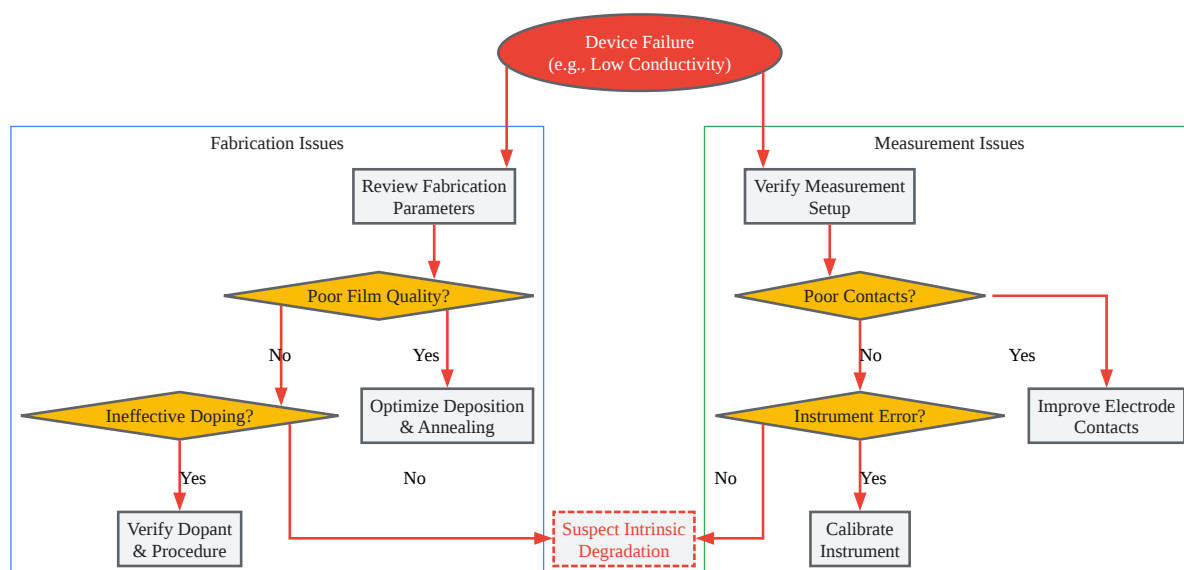 Device Failure
(e.g., Low Conductivity)
Fabrication Issues
Measurement Issues
Review Fabrication
Parameters
Verify Measurement
Setup
Poor Film Quality?
Poor Contacts?
No
Yes
No
Yes
Ineffective Doping?
Optimize Deposition
& Annealing
Instrument Error?
Improve Electrode
Contacts
Yes
No
No
Yes
Verify Dopant
& Procedure
Suspect Intrinsic
Degradation
Calibrate
Instrument